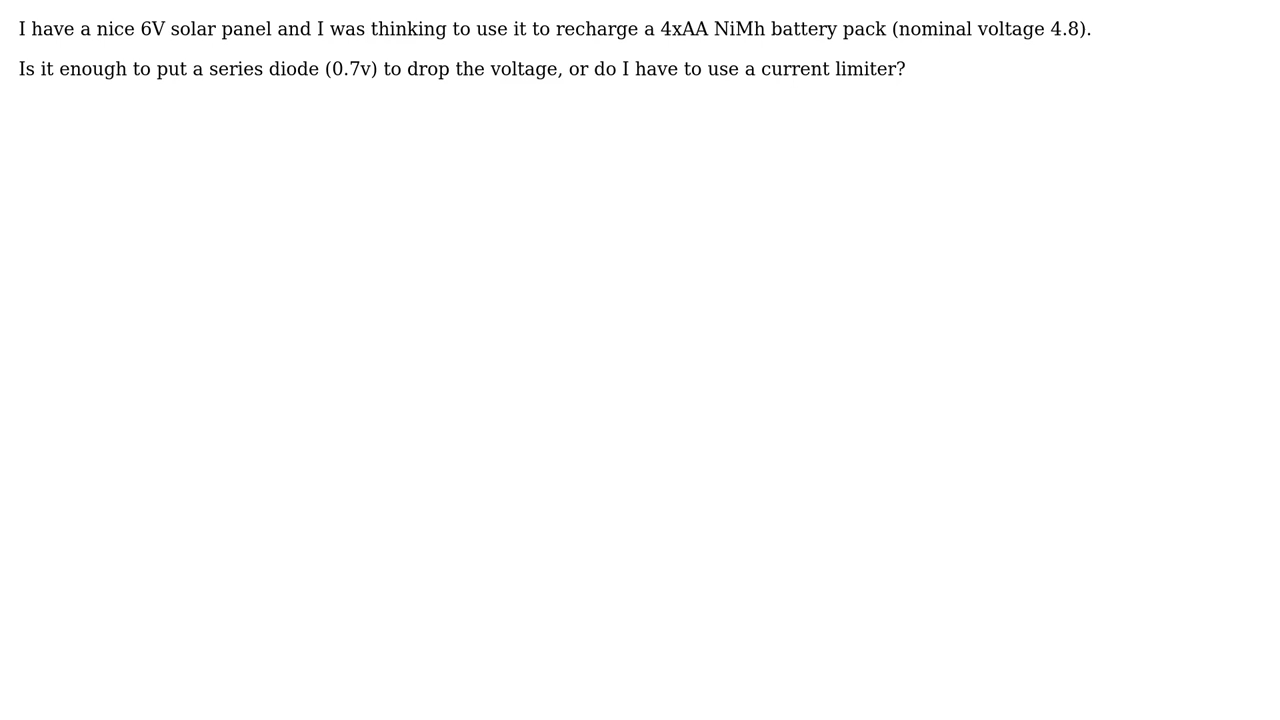 I have a nice 6V solar panel and I was thinking to use it to recharge a 4xAA NiMh battery pack (nominal voltage 4.8).
Is it enough to put a series diode (0.7v) to drop the voltage, or do I have to use a current limiter?